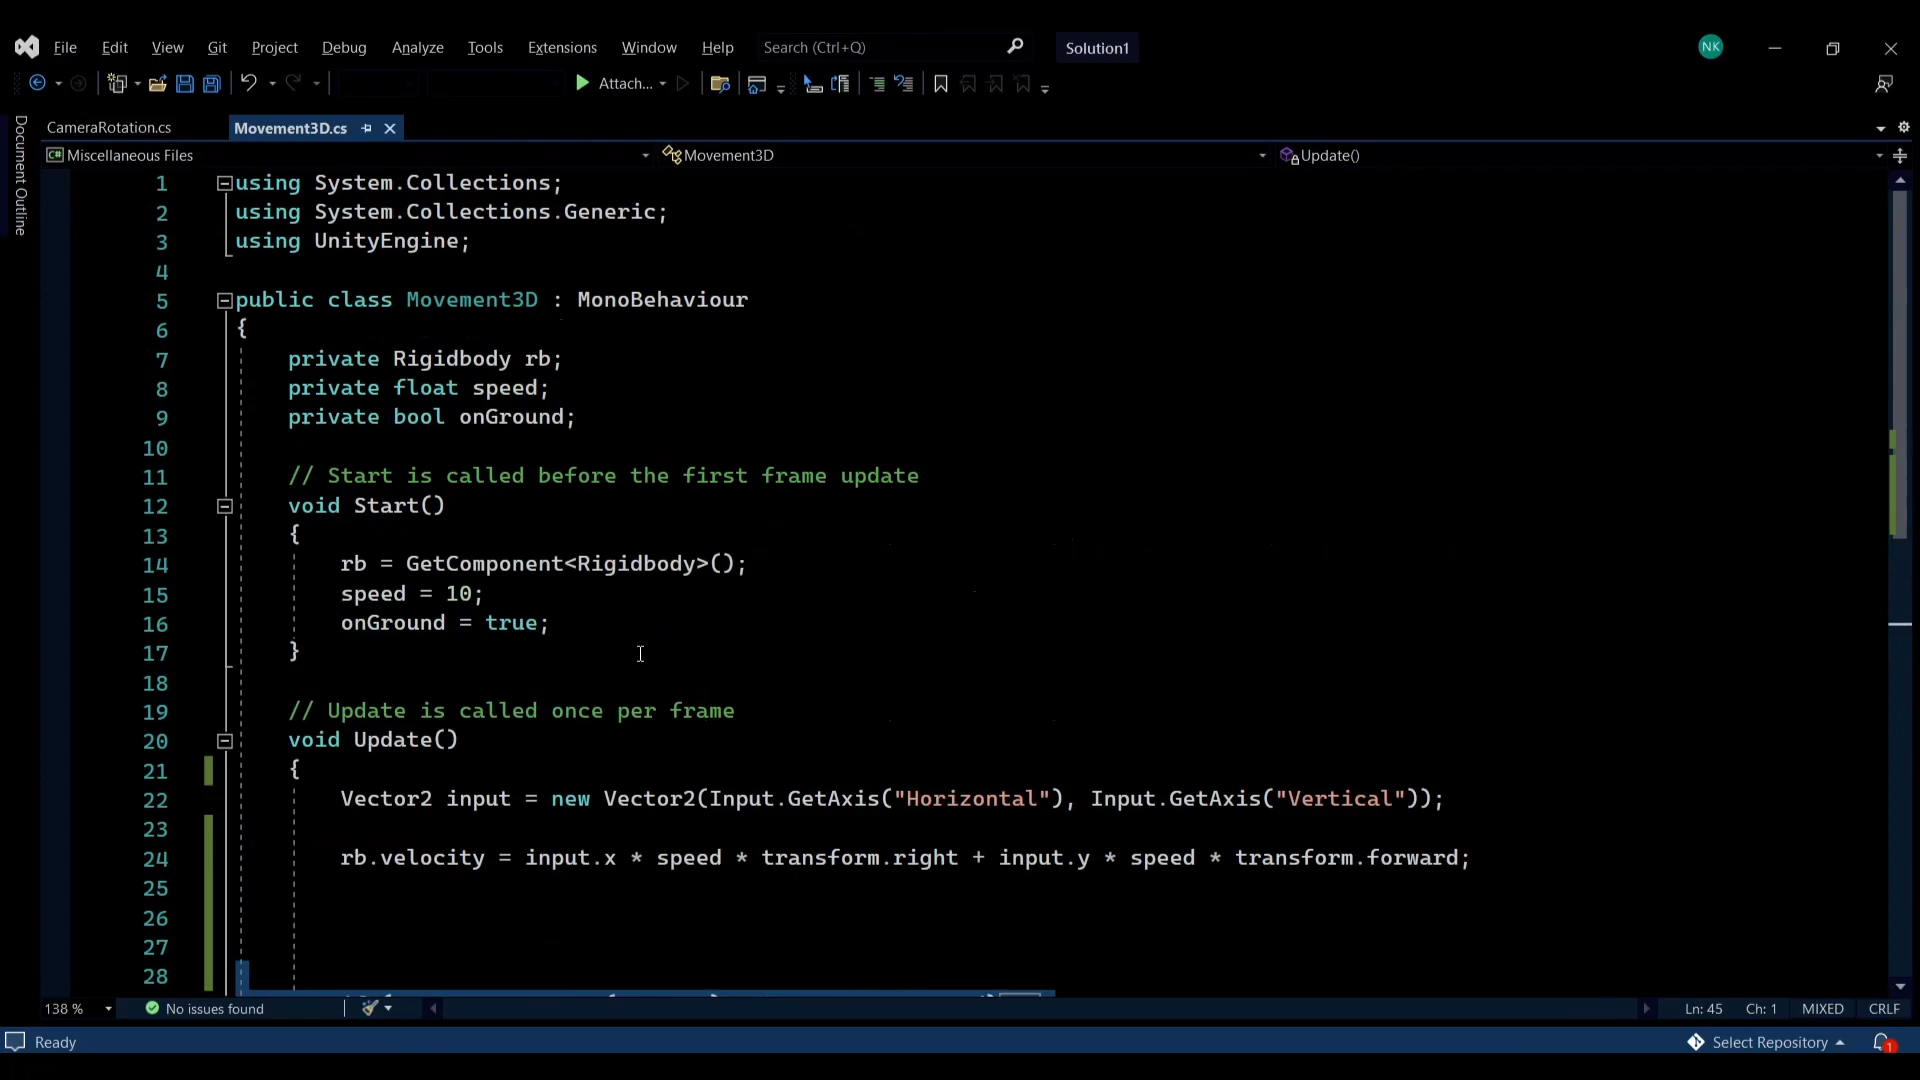 File Edit View Git Project Debug Analyze Tools Extensions Window Help Search (Ctrl+Q) Solution1 NK
Attach...
Document Outline
CameraRotation.cs Movement3D.cs
C# Miscellaneous Files Movement3D Update()
1 using System.Collections;
2 using System.Collections.Generic;
3 using UnityEngine;
4
5 public class Movement3D : MonoBehaviour
6 {
7 private Rigidbody rb;
8 private float speed;
9 private bool onGround;
10
11 // Start is called before the first frame update
12 void Start()
13 {
14 rb = GetComponent<Rigidbody>();
15 speed = 10;
16 onGround = true;
17 }
18
19 // Update is called once per frame
20 void Update()
21 {
22 Vector2 input = new Vector2(Input.GetAxis("Horizontal"), Input.GetAxis("Vertical"));
23
24 rb.velocity = input.x * speed * transform.right + input.y * speed * transform.forward;
25
26
27
28
138 % No issues found Ln: 45 Ch: 1 MIXED CRLF
Ready Select Repository 1